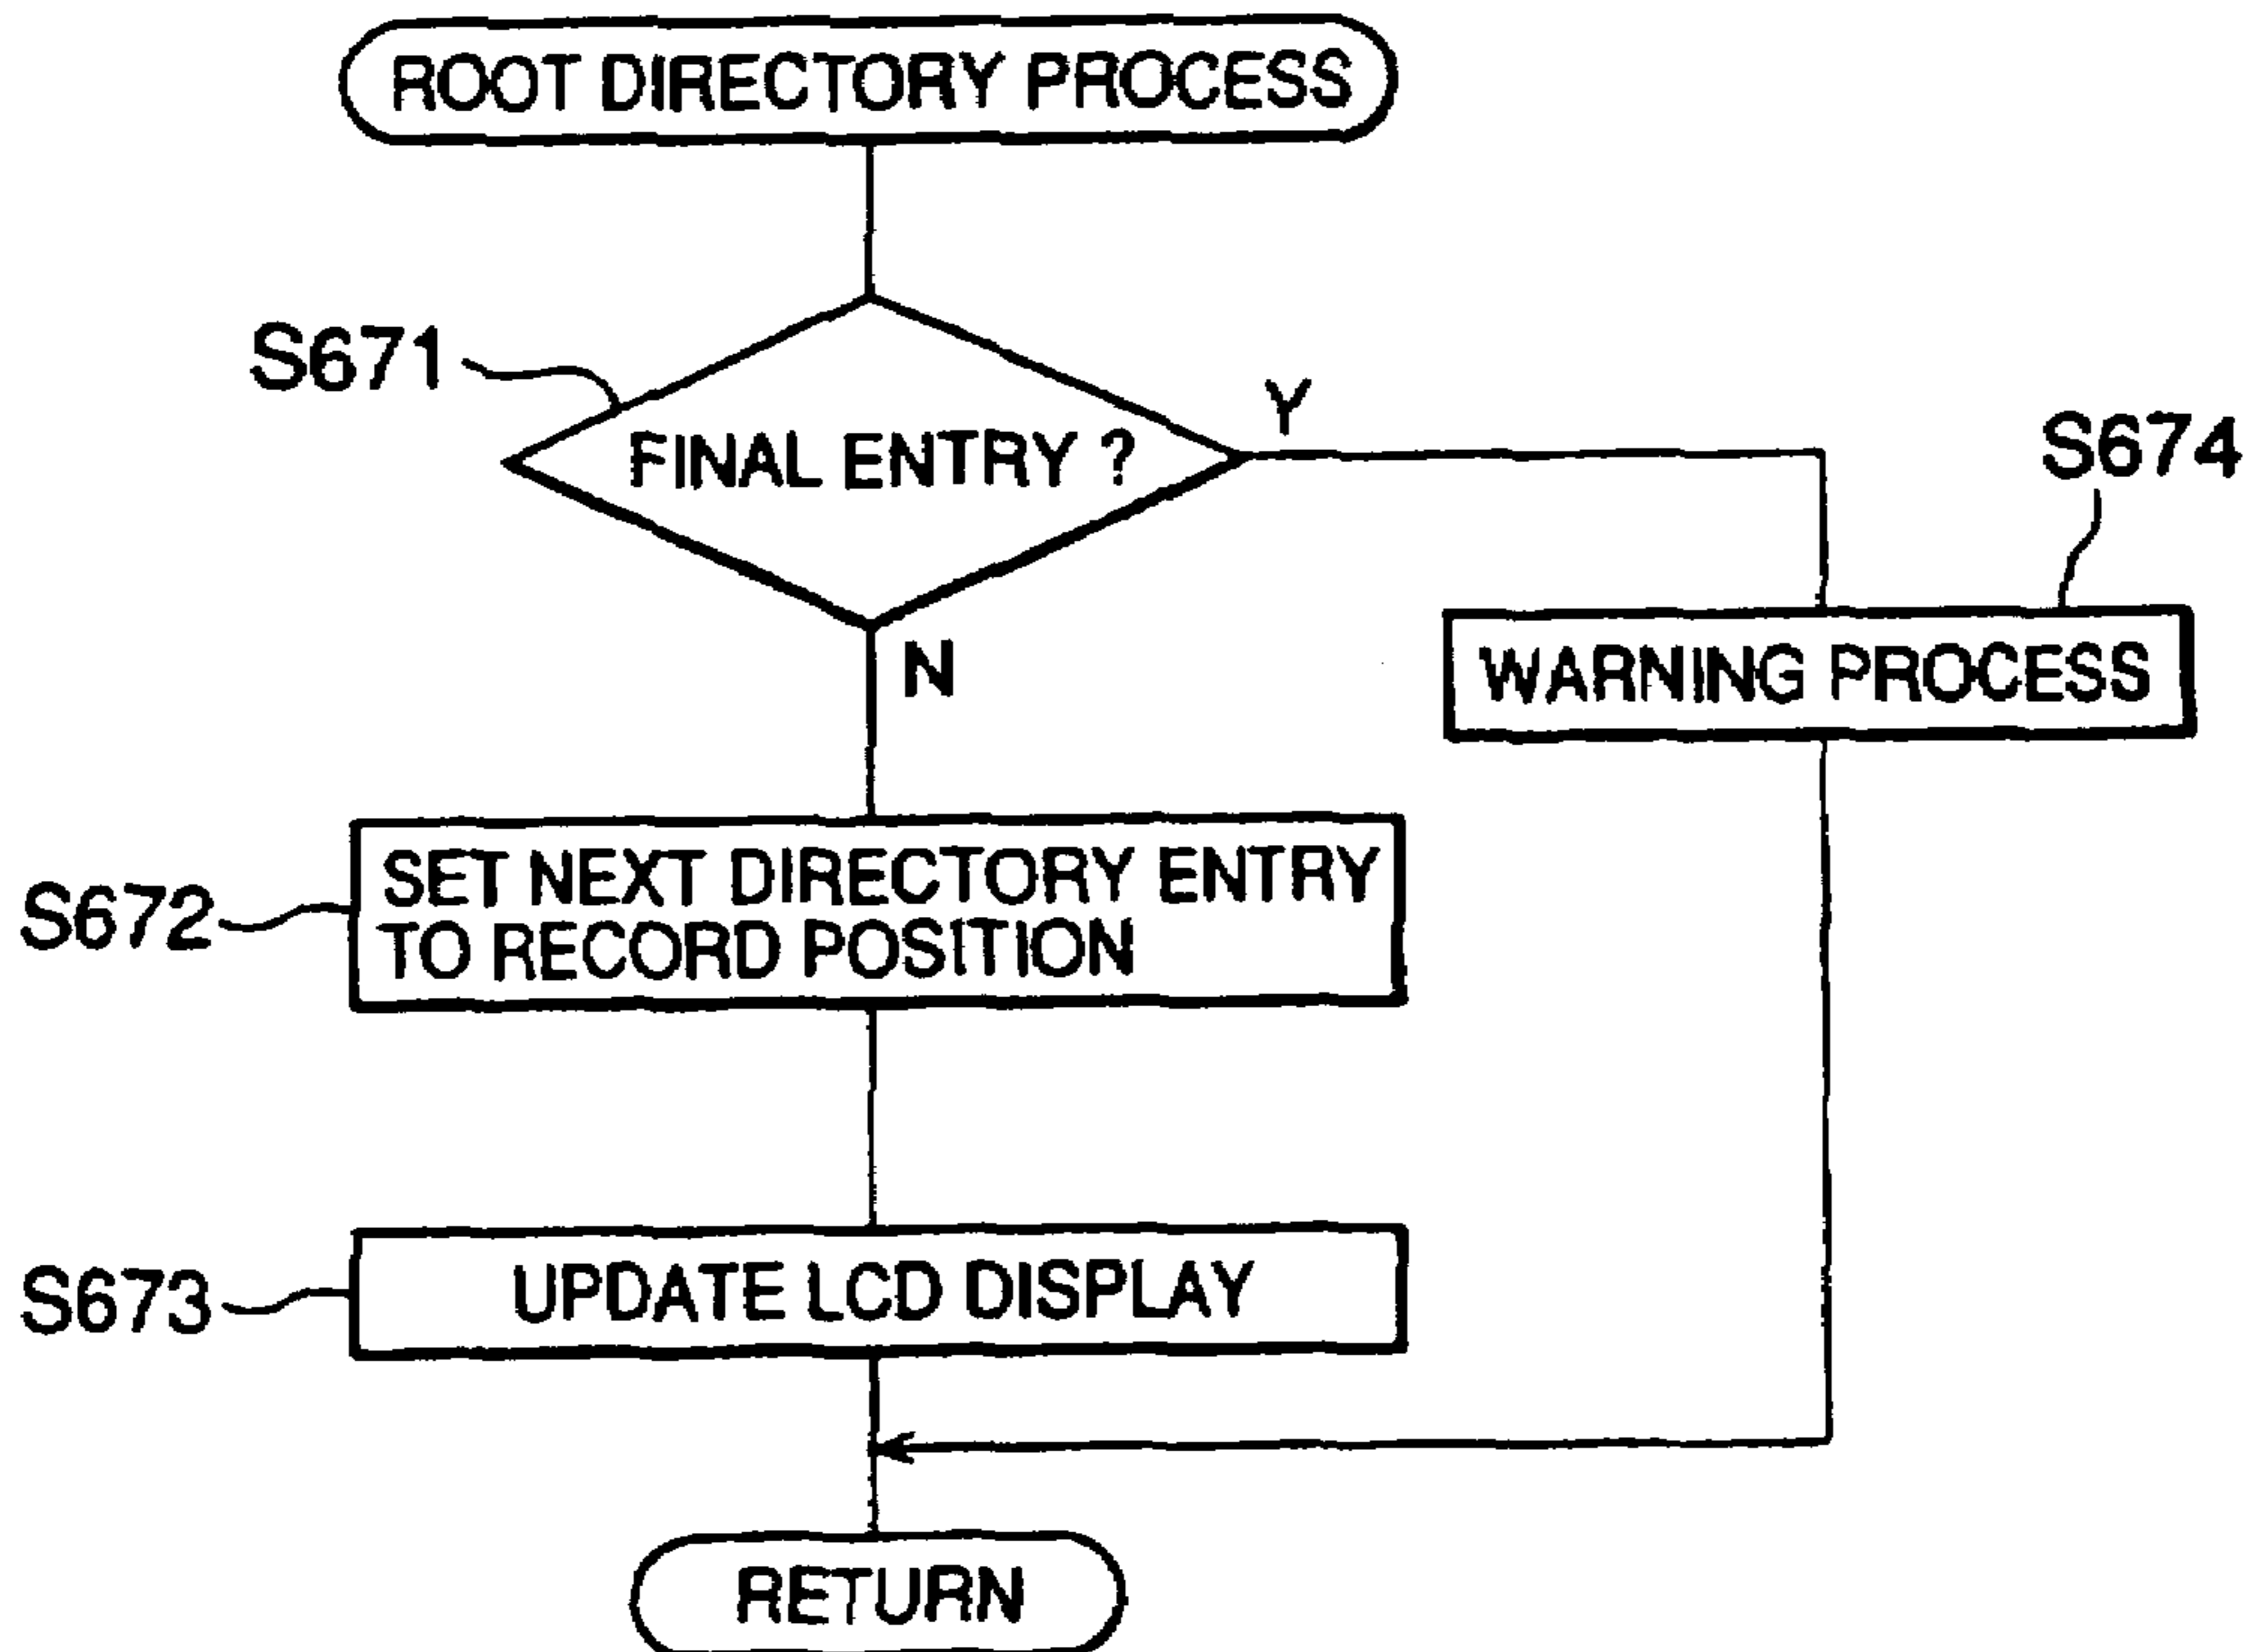 ROOT DIRECTORY PROCESS
S671
FINAL ENTRY ?
Y
S674
N
WARNING PROCESS
S672
SET NEXT DIRECTORY ENTRY
TO RECORD POSITION
S673
UPDATE LCD DISPLAY
RETURN